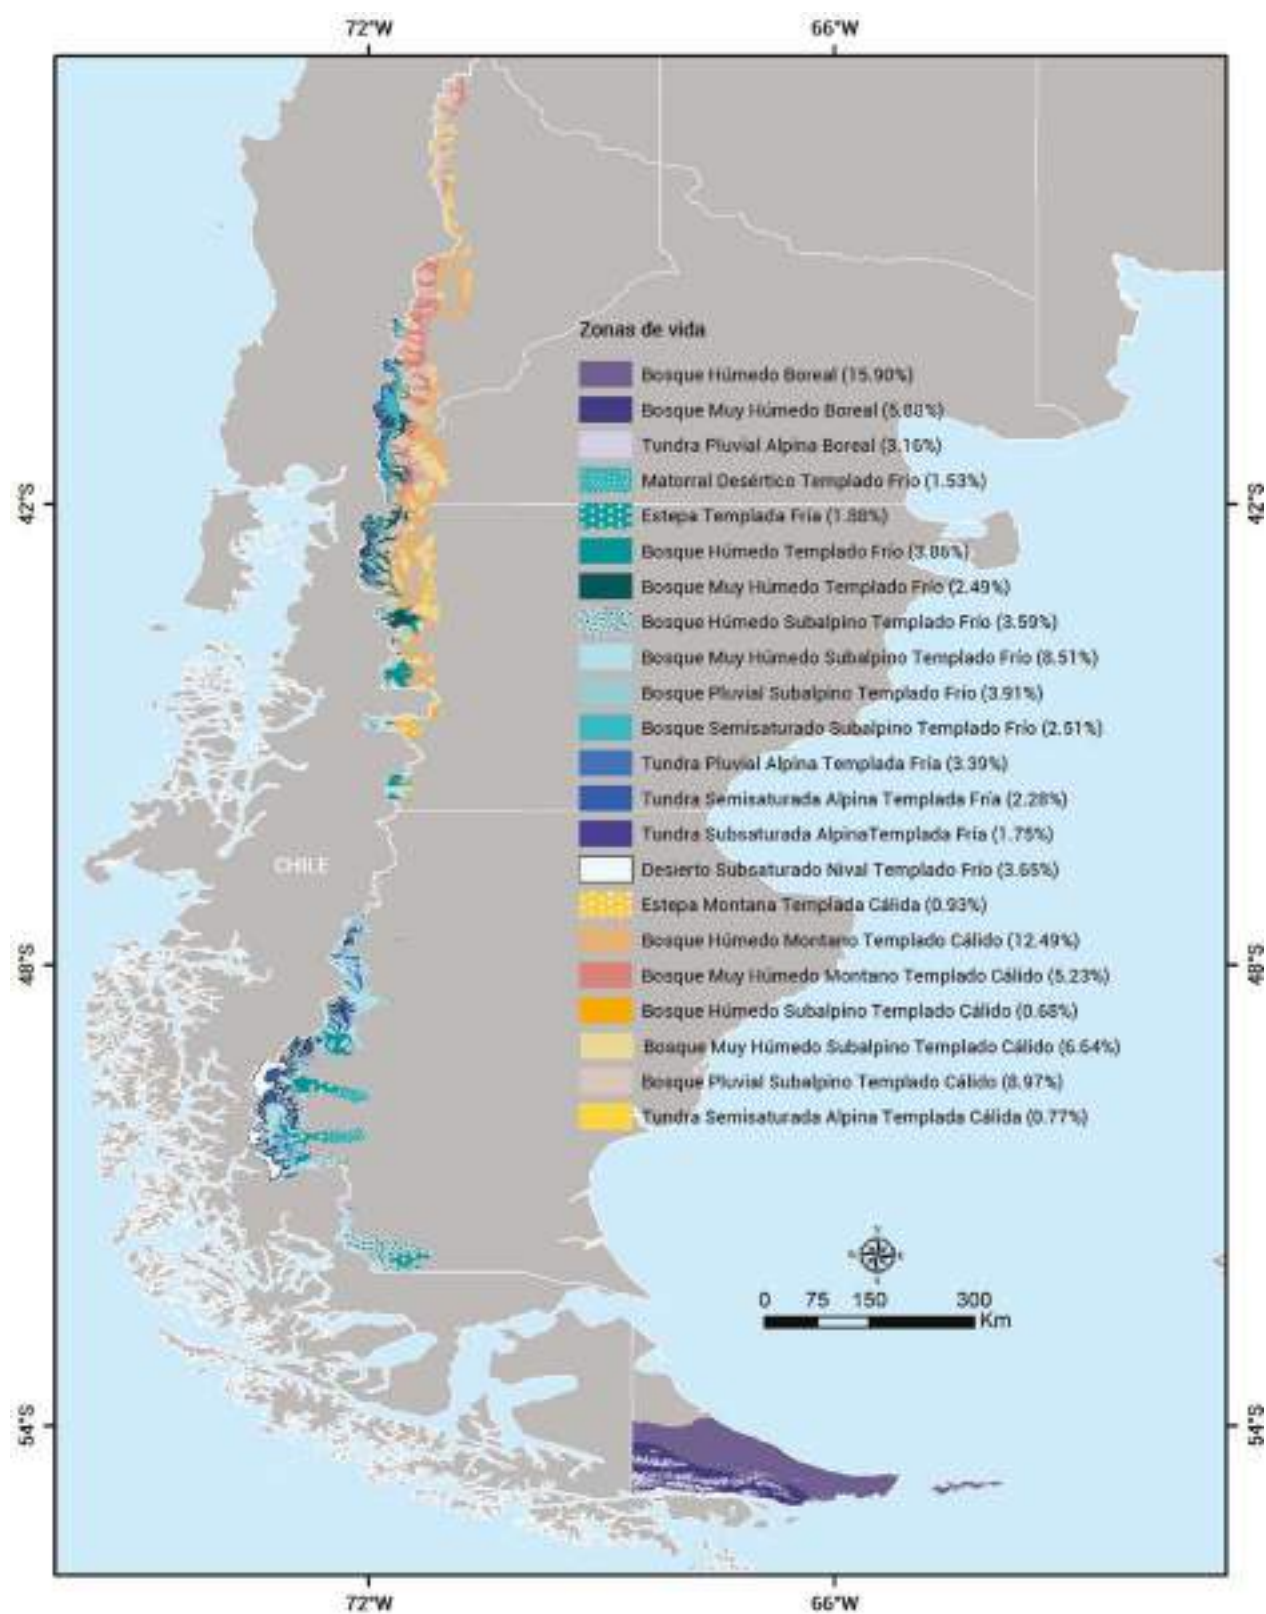 72°W 66°W
Zonas de vida
Bosque Húmedo Boreal (15.90%)
Bosque Muy Húmedo Boreal (5.88%)
Tundra Pluvial Alpina Boreal (3.16%)
Matorral Desértico Templado Frío (1.53%)
Estepa Templada Fría (1.88%)
42°S 42°S
Bosque Húmedo Templado Frío (3.86%)
Bosque Muy Húmedo Templado Frío (2.49%)
Bosque Húmedo Subalpino Templado Frío (3.59%)
Bosque Muy Húmedo Subalpino Templado Frío (8.51%)
Bosque Pluvial Subalpino Templado Frío (3.91%)
Bosque Semisaturado Subalpino Templado Frío (2.51%)
Tundra Pluvial Alpina Templada Fría (3.39%)
Tundra Semisaturada Alpina Templada Fría (2.28%)
Tundra Subsaturada AlpinaTemplada Fría (1.75%)
CHILE
Desierto Subsaturado Nival Templado Frío (3.65%)
Estepa Montana Templada Cálida (0.93%)
Bosque Húmedo Montano Templado Cálido (12.49%)
48°S 48°S
Bosque Muy Húmedo Montano Templado Cálido (5.23%)
Bosque Húmedo Subalpino Templado Cálido (0.68%)
Bosque Muy Húmedo Subalpino Templado Cálido (6.64%)
Bosque Pluvial Subalpino Templado Cálido (8.97%)
Tundra Semisaturada Alpina Templada Cálida (0.77%)
0 75 150 300
Km
54°S 54°S
72°W 66°W